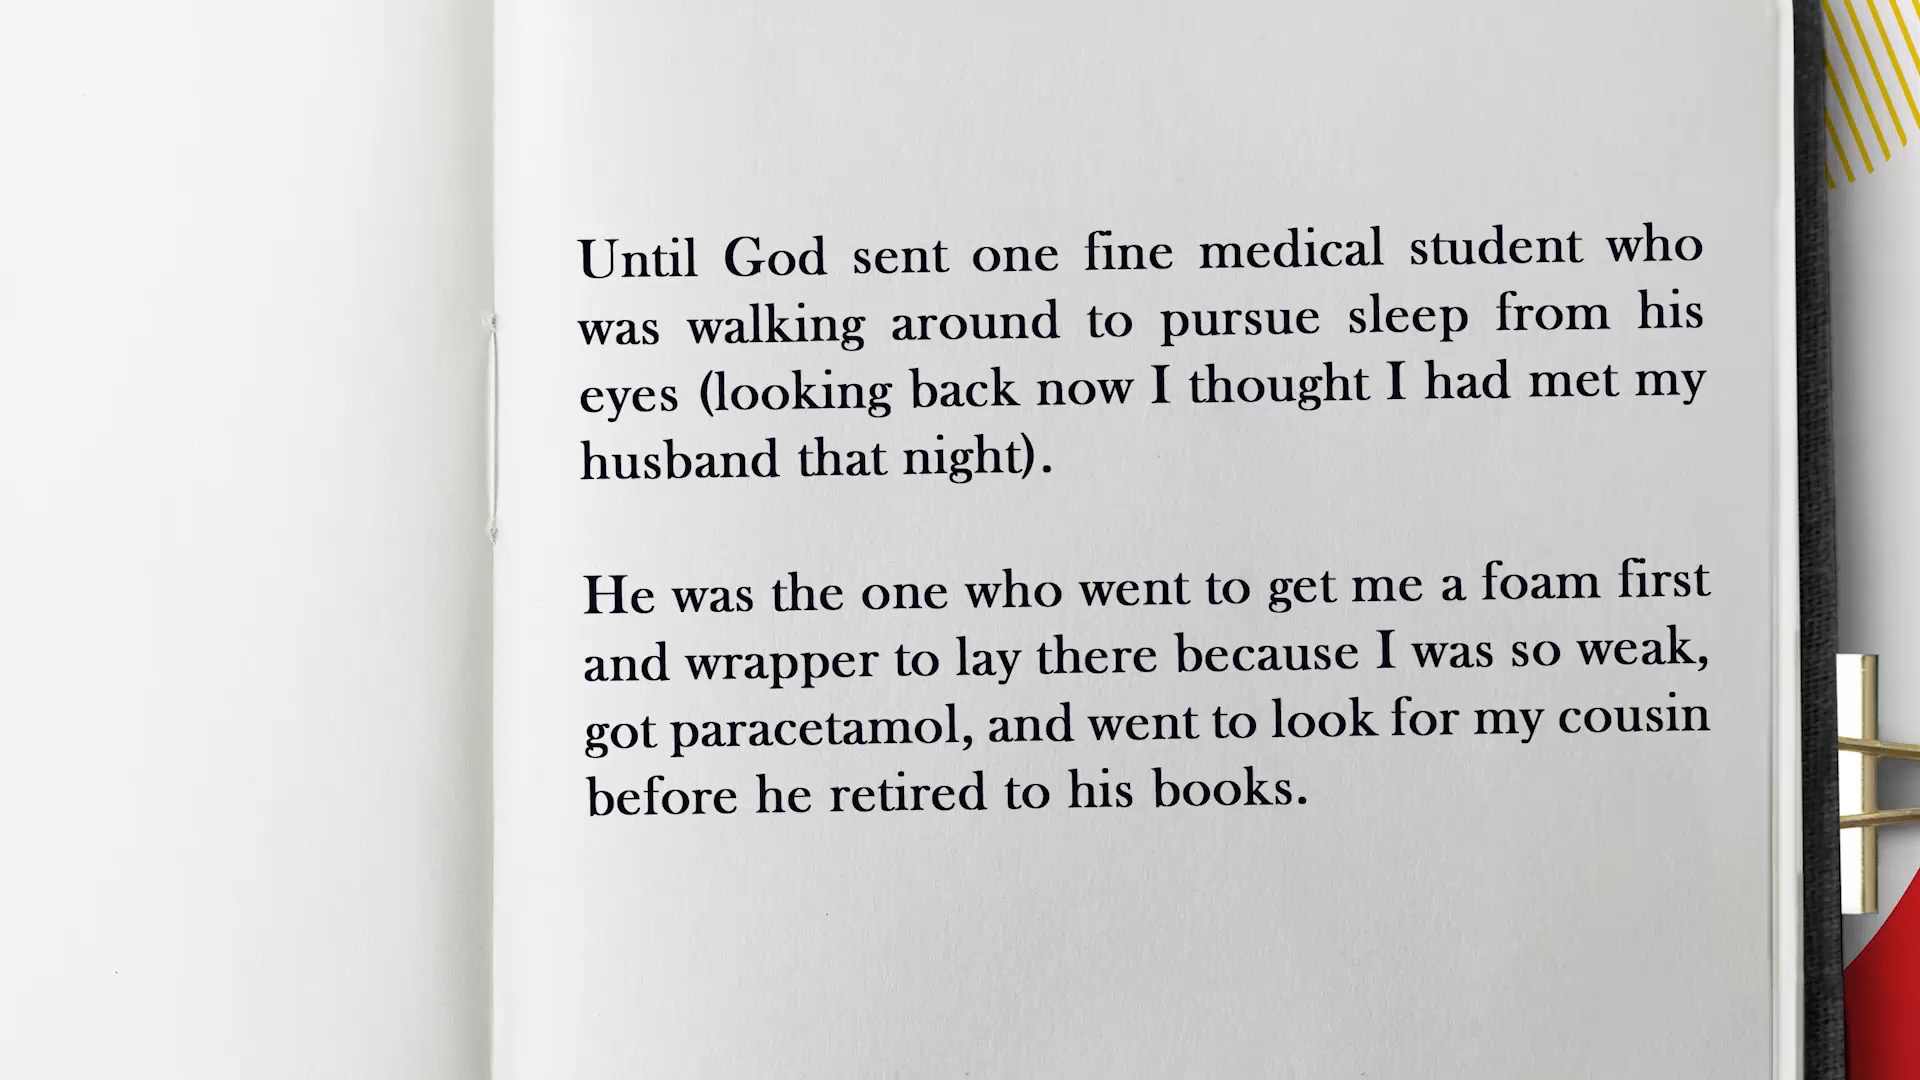 Until God sent one fine medical student who
was walking around to pursue sleep from his
eyes (looking back now I thought I had met my
husband that night).
He was the one who went to get me a foam first
and wrapper to lay there because I was so weak,
got paracetamol, and went to look for my cousin
before he retired to his books.